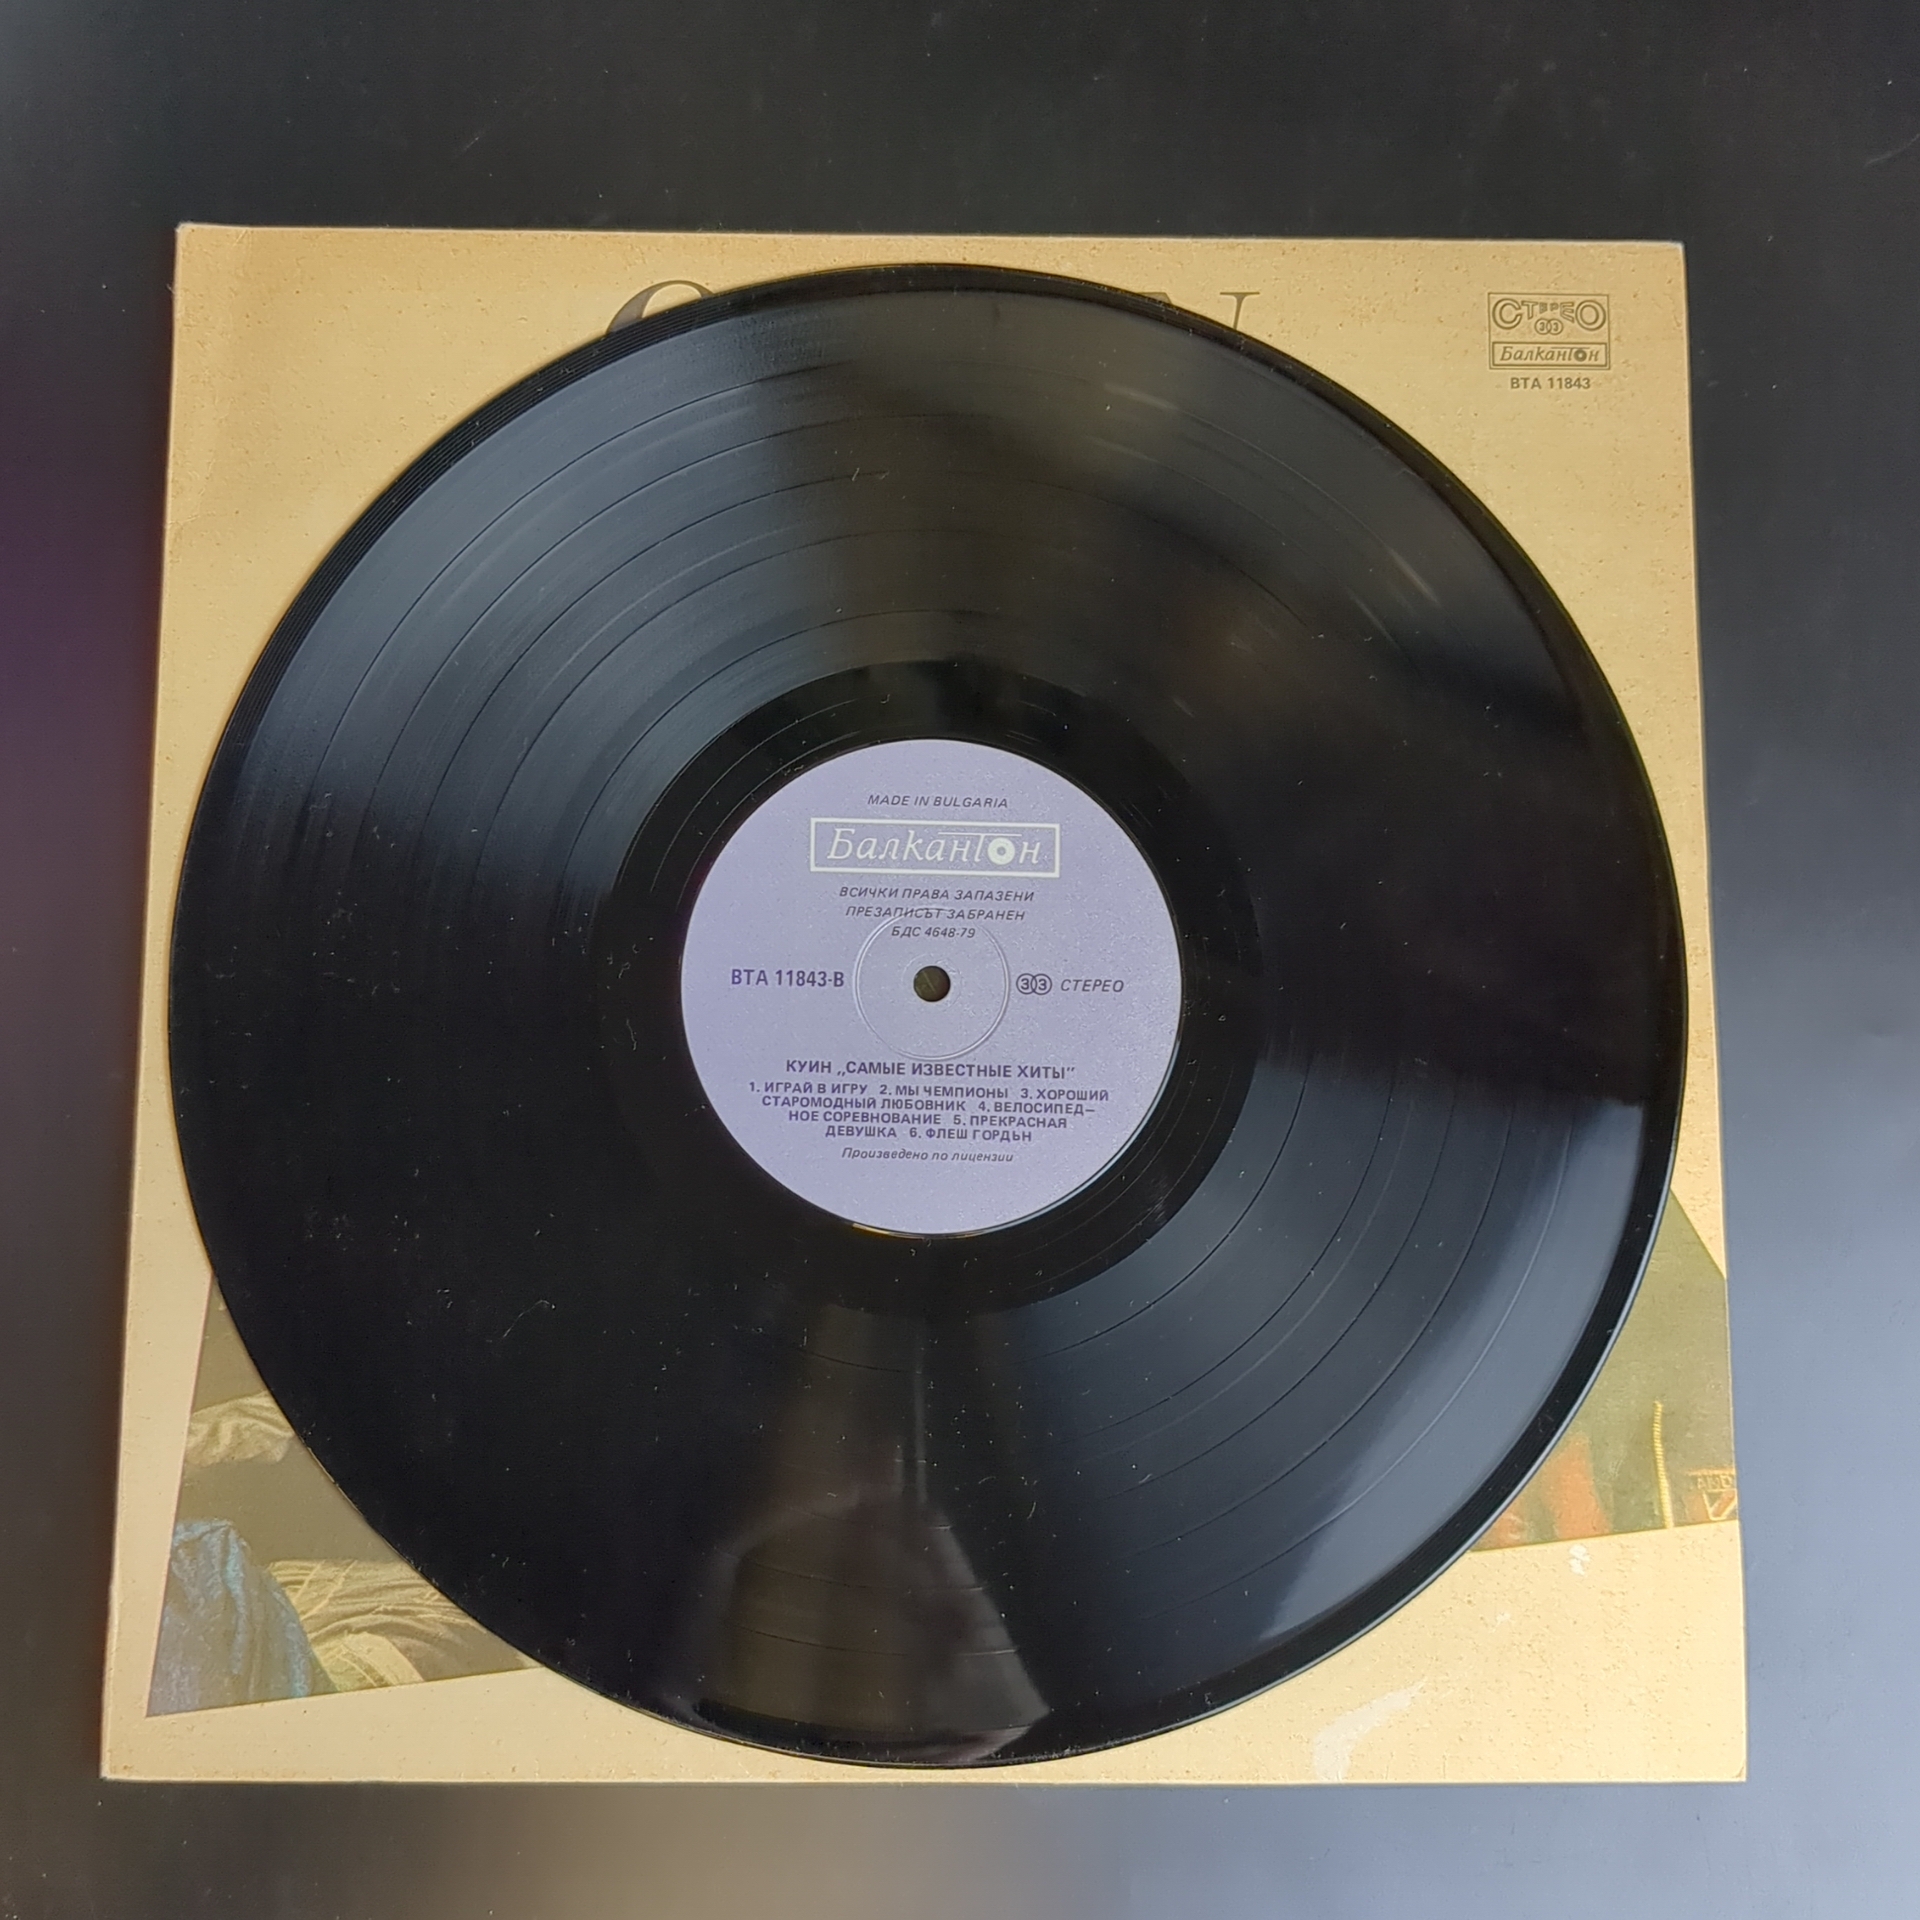 СТЕРЕО
33
Балкантон
ВТА 11843
MADE IN BULGARIA
Балкантон
ВСИЧКИ ПРАВА ЗАПАЗЕНИ
ПРЕЗАПИСЪТ ЗАБРАНЕН
БДС 4648-79
ВТА 11843-В
33 СТЕРЕО
КУИН „САМЫЕ ИЗВЕСТНЫЕ ХИТЫ"
1. ИГРАЙ В ИГРУ 2. МЫ ЧЕМПИОНЫ 3. ХОРОШИЙ
СТАРОМОДНЫЙ ЛЮБОВНИК 4. ВЕЛОСИПЕД–
НОЕ СОРЕВНОВАНИЕ 5. ПРЕКРАСНАЯ
ДЕВУШКА 6. ФЛЕШ ГОРДЬН
Произведено по лицензии